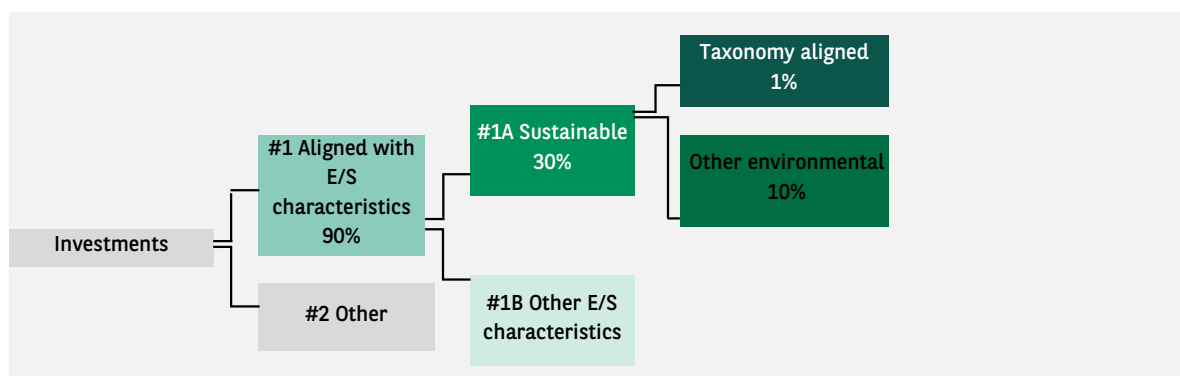 Taxonomy aligned
1%
#1A Sustainable
30%
#1 Aligned with
E/S
characteristics
90%
Other environmental
10%
Investments
#2 Other
#1B Other E/S
characteristics